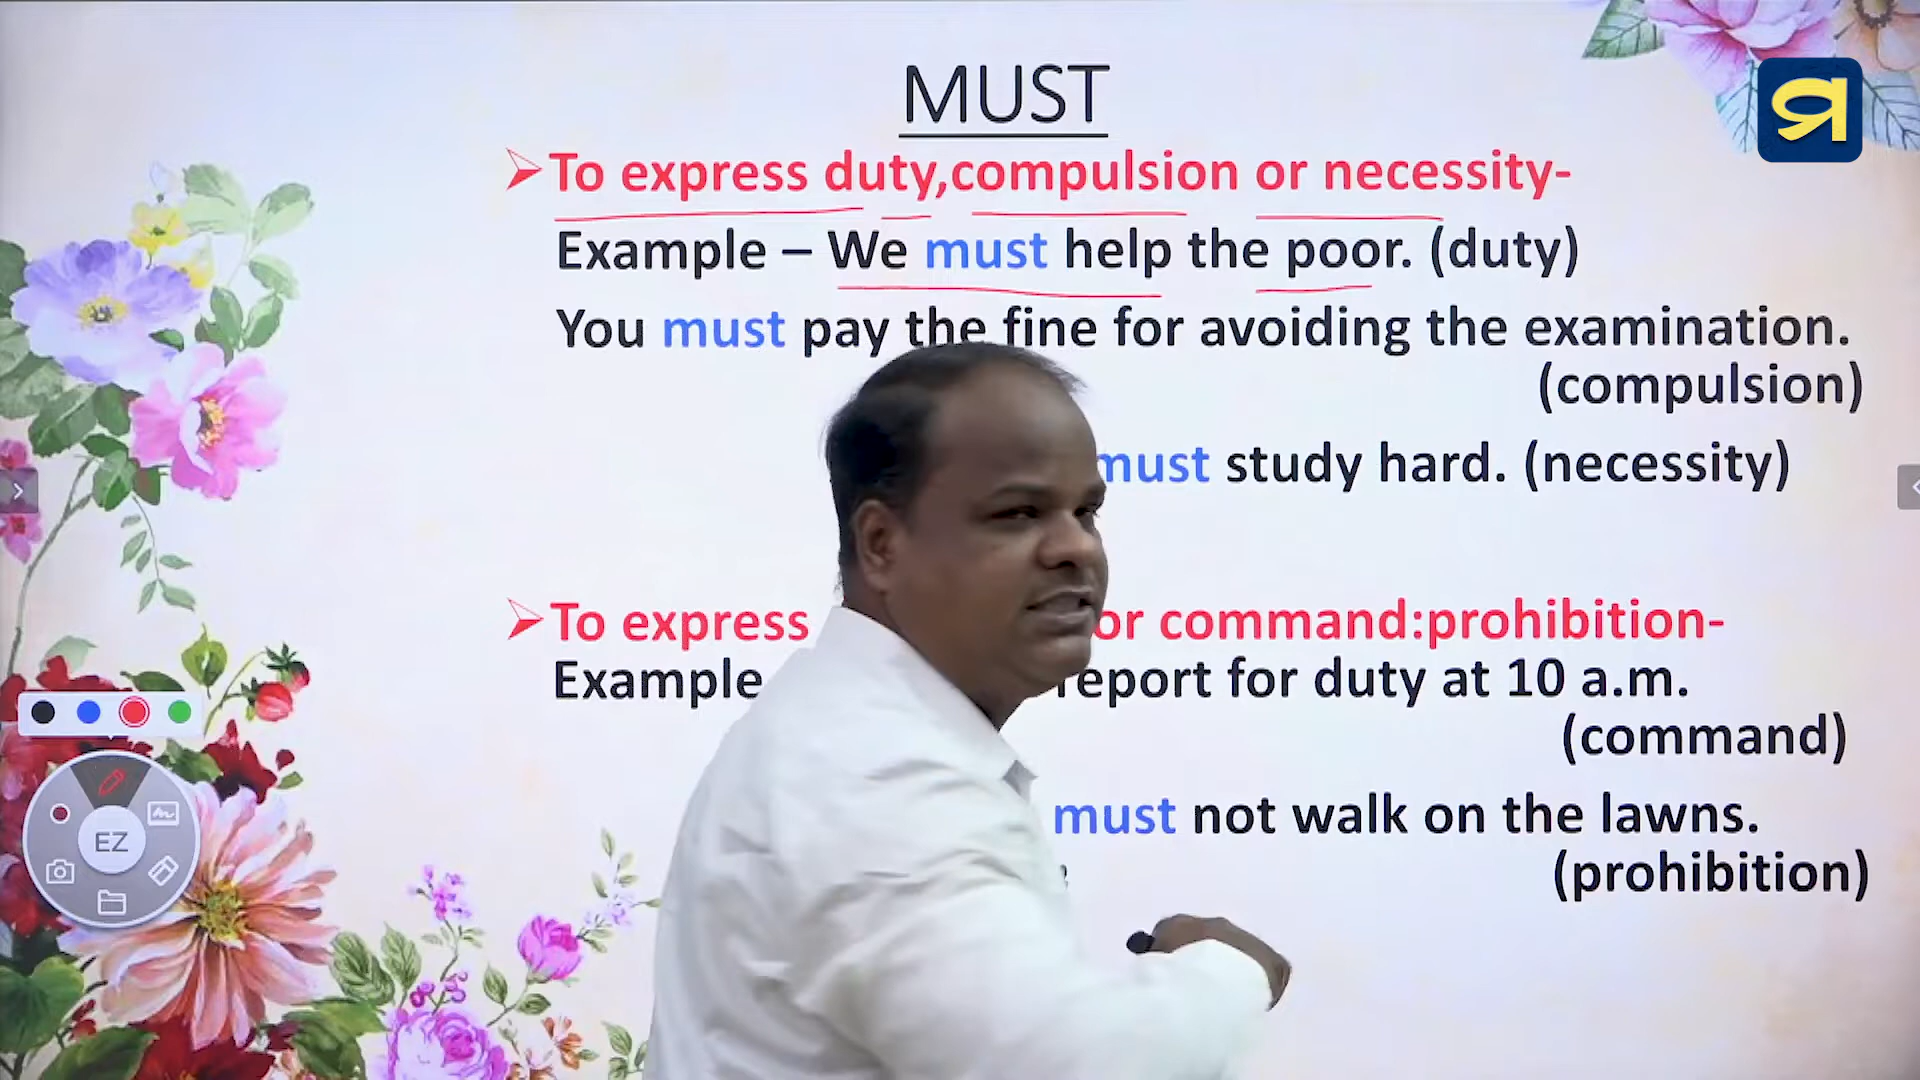 MUST
To express duty,compulsion or necessity-
Example – We must help the poor. (duty)
You must pay the fine for avoiding the examination.
(compulsion)
must study hard. (necessity)
To express or command:prohibition-
Example report for duty at 10 a.m.
(command)
must not walk on the lawns.
(prohibition)
EZ